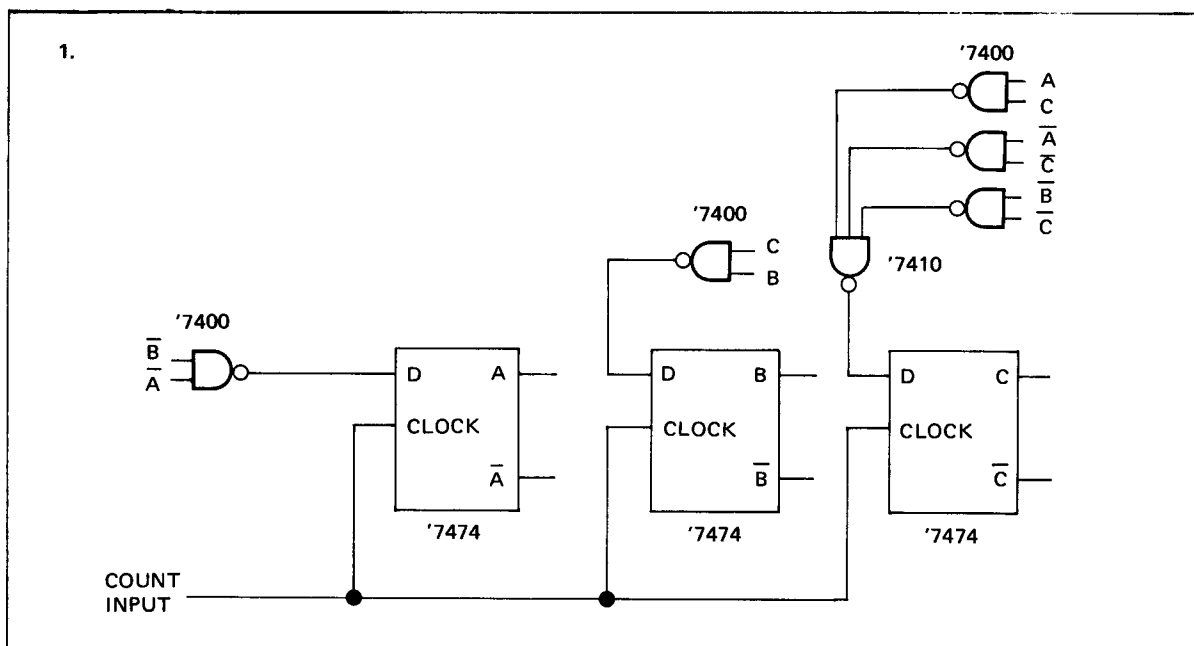 1.
'7400
A
C
A̅
C̅
B̅
C̅
'7400
C
B
'7410
'7400
B̅
A̅
D A
CLOCK
A̅
'7474
D B
CLOCK
B̅
'7474
D C
CLOCK
C̅
'7474
COUNT
INPUT